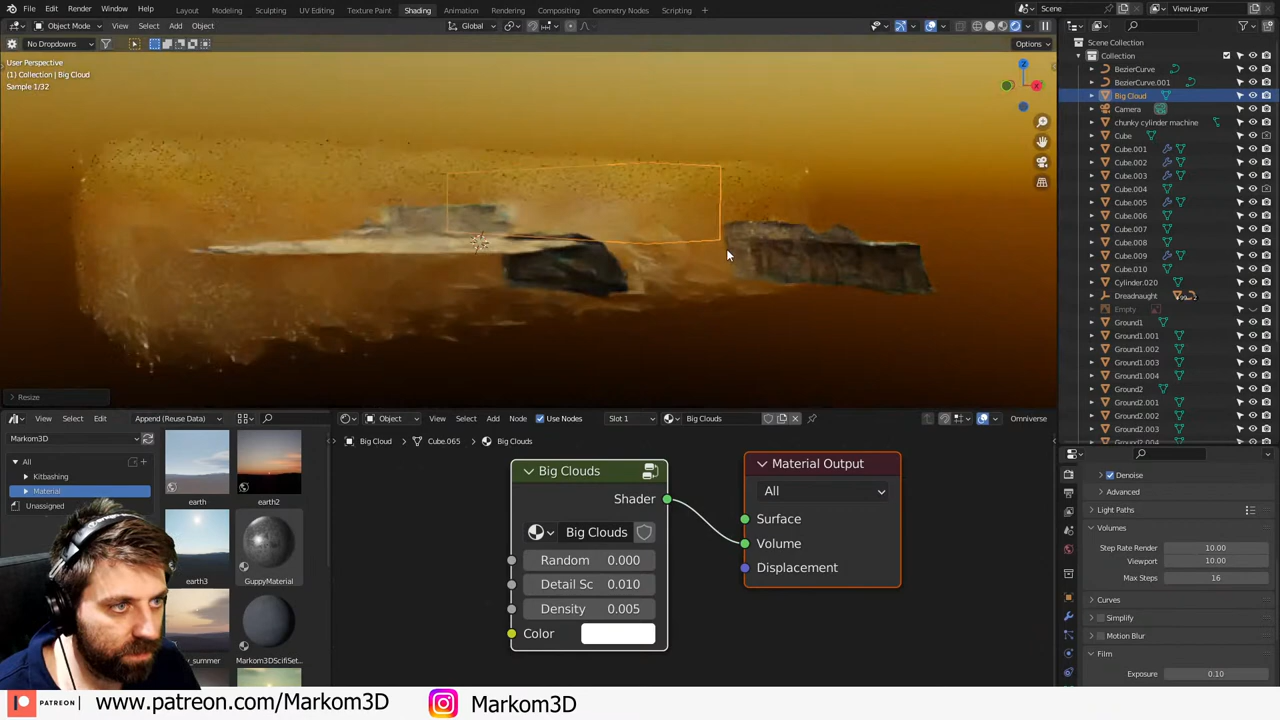 File Edit Render Window Help Layout Modeling Sculpting UV Editing Texture Paint Shading Animation Rendering Compositing Geometry Nodes Scripting Scene ViewLayer
Object Mode View Select Add Object Global
No Dropdowns Options
User Perspective
(1) Collection | Big Cloud
Sample 1/32
Z
X
Scene Collection
Collection
BezierCurve
BezierCurve.001
Big Cloud
Camera
chunky cylinder machine
Cube
Cube.001
Cube.002
Cube.003
Cube.004
Cube.005
Cube.006
Cube.007
Cube.008
Cube.009
Cube.010
Cylinder.020
Dreadnaught
Empty
Ground1
Ground1.001
Ground1.002
Ground1.003
Ground1.004
Ground2
Ground2.001
Ground2.002
Ground2.003
Ground2.004
Resize
View Select Edit Append (Reuse Data)
Markom3D
All
Kitbashing
Material
Unassigned
earth
earth2
earth3
GuppyMaterial
_summer
Markom3DScifiSet...
Object View Select Add Node Use Nodes Slot 1 Big Clouds Omniverse
Big Cloud Cube.065 Big Clouds
Big Clouds
Shader
Big Clouds
Random 0.000
Detail Sc 0.010
Density 0.005
Color
Material Output
All
Surface
Volume
Displacement
Denoise
Advanced
Light Paths
Volumes
Step Rate Render 10.00
Viewport 10.00
Max Steps 16
Curves
Simplify
Motion Blur
Film
Exposure 0.10
PATREON www.patreon.com/Markom3D Markom3D